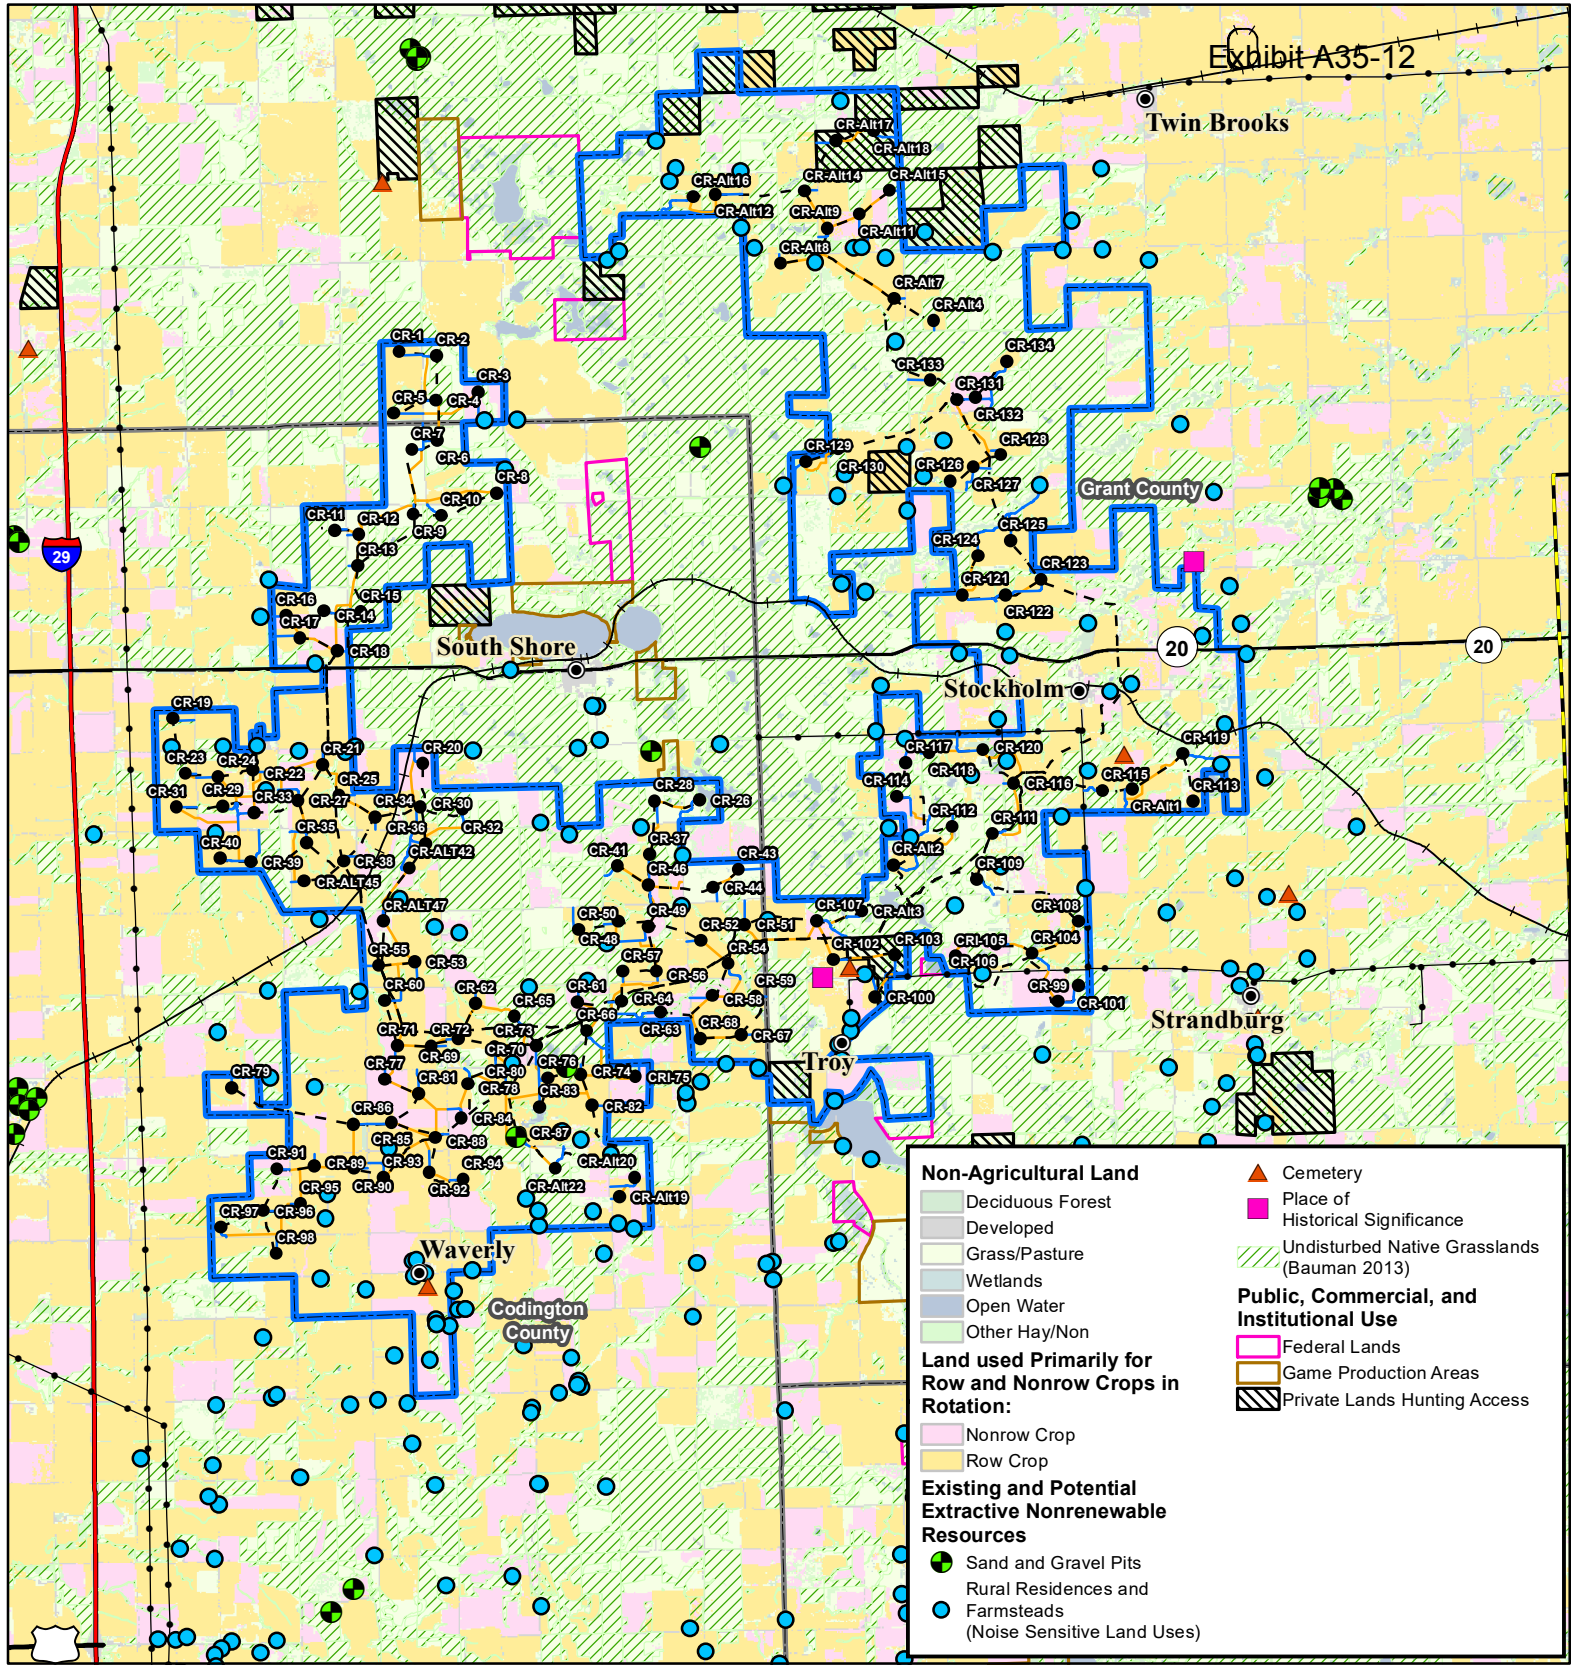 Exhibit A35-12
Twin Brooks
CR-Alt17
CR-Alt18
CR-Alt16
CR-Alt14
CR-Alt15
CR-Alt12
CR-Alt9
CR-Alt11
CR-Alt8
CR-Alt7
CR-Alt4
CR-1
CR-2
CR-134
CR-3
CR-133
CR-131
CR-5
CR-4
CR-132
CR-7
CR-6
CR-129
CR-128
CR-130
CR-126
CR-8
CR-127
CR-10
Grant County
CR-11
CR-12
CR-9
CR-125
CR-124
29
CR-13
CR-123
CR-121
CR-16
CR-15
CR-14
CR-122
CR-17
CR-18
South Shore
20
20
Stockholm
CR-19
CR-21
CR-20
CR-117
CR-120
CR-119
CR-23
CR-24
CR-22
CR-118
CR-25
CR-114
CR-116
CR-115
CR-113
CR-31
CR-29
CR-33
CR-27
CR-34
CR-30
CR-28
CR-26
CR-Alt1
CR-112
CR-111
CR-35
CR-36
CR-32
CR-40
CR-37
CR-ALT42
CR-Alt2
CR-39
CR-38
CR-41
CR-43
CR-109
CR-ALT45
CR-46
CR-44
CR-ALT47
CR-50
CR-49
CR-107
CR-Alt3
CR-108
CR-52
CR-51
CR-48
CR-102
CR-103
CRI-105
CR-104
CR-55
CR-53
CR-57
CR-54
CR-106
CR-60
CR-56
CR-59
CR-99
CR-62
CR-61
CR-65
CR-64
CR-58
CR-100
CR-101
Strandburg
CR-66
CR-71
CR-72
CR-73
CR-63
CR-68
CR-67
CR-69
CR-70
Troy
CR-77
CR-76
CR-79
CR-81
CR-80
CR-74
CRI-75
CR-78
CR-83
CR-82
CR-86
CR-84
CR-85
CR-88
CR-87
CR-91
CR-89
CR-93
CR-94
CR-Alt20
CR-95
CR-90
CR-92
CR-Alt22
CR-Alt19
CR-97
CR-96
CR-98
Waverly
Codington
County
Non-Agricultural Land
Deciduous Forest
Developed
Grass/Pasture
Wetlands
Open Water
Other Hay/Non
Land used Primarily for
Row and Nonrow Crops in
Rotation:
Nonrow Crop
Row Crop
Existing and Potential
Extractive Nonrenewable
Resources
Sand and Gravel Pits
Rural Residences and
Farmsteads
(Noise Sensitive Land Uses)
Cemetery
Place of
Historical Significance
Undisturbed Native Grasslands
(Bauman 2013)
Public, Commercial, and
Institutional Use
Federal Lands
Game Production Areas
Private Lands Hunting Access